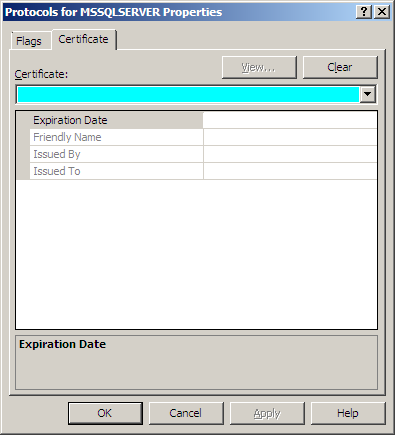 Protocols for MSSQLSERVER Properties
Flags
Certificate
View...
Clear
Certificate:
Expiration Date
Friendly Name
Issued By
Issued To
Expiration Date
OK
Cancel
Apply
Help